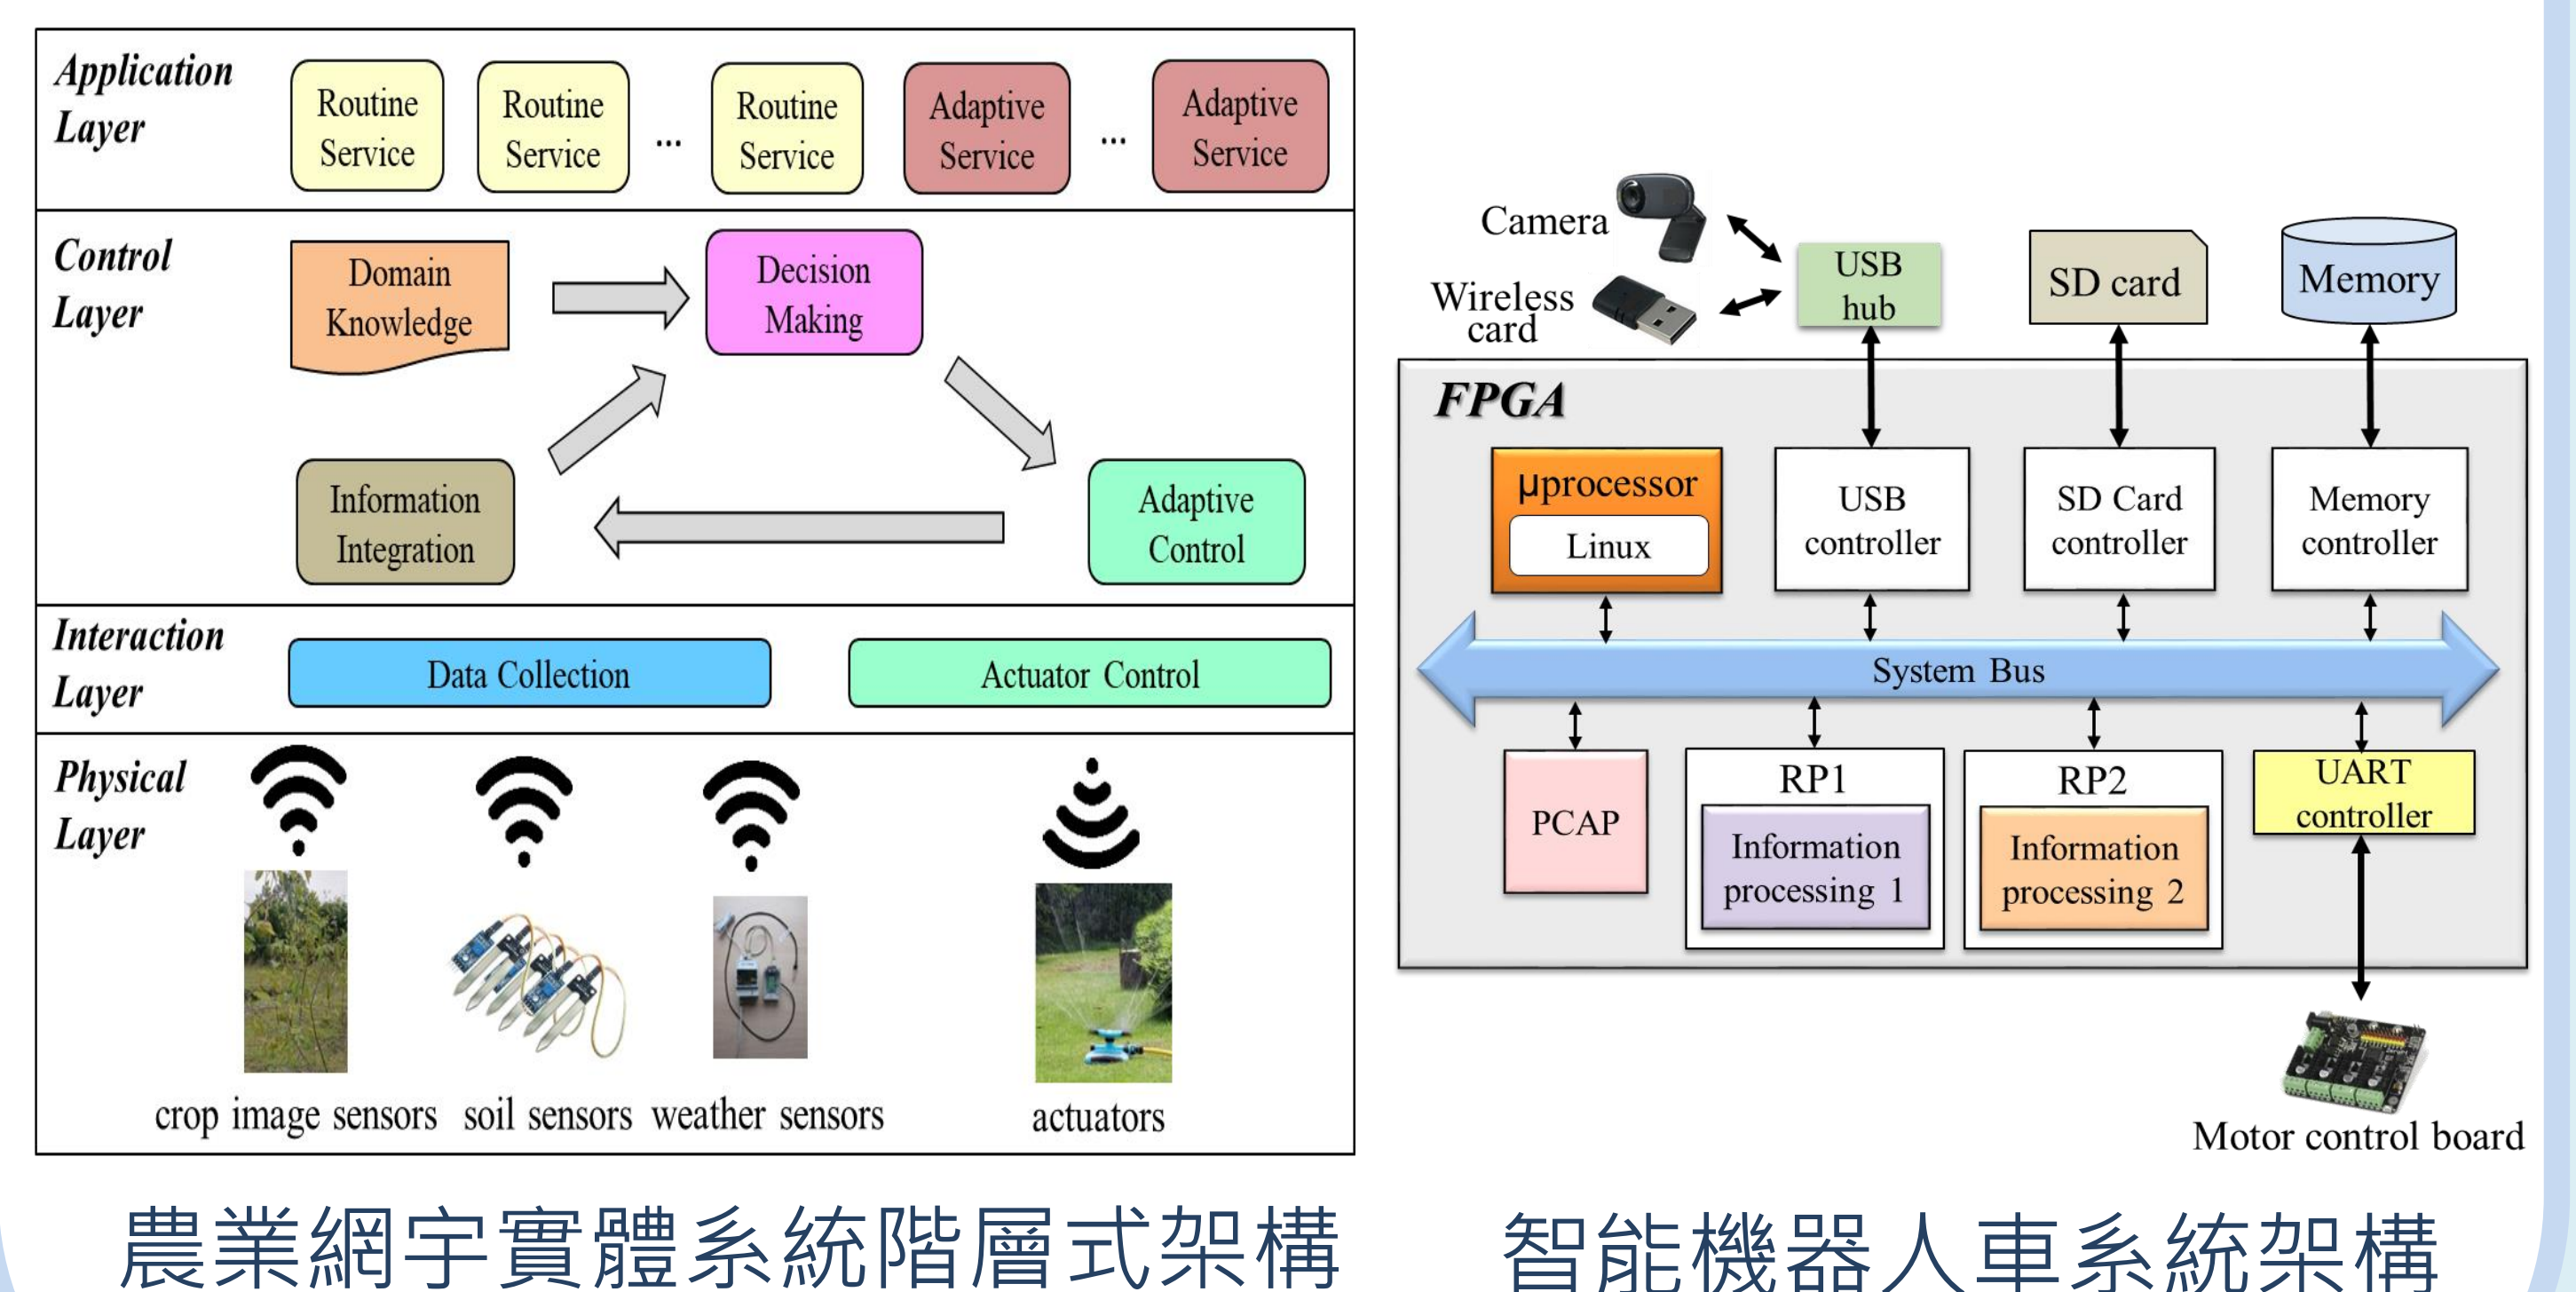 Application
Layer
Routine
Service
Routine
Service
...
Routine
Service
Adaptive
Service
...
Adaptive
Service
Control
Layer
Domain
Knowledge
Decision
Making
Information
Integration
Adaptive
Control
Interaction
Layer
Data Collection
Actuator Control
Physical
Layer
crop image sensors
soil sensors
weather sensors
actuators
農業網宇實體系統階層式架構
Camera
Wireless
card
USB
hub
SD card
Memory
FPGA
μprocessor
Linux
USB
controller
SD Card
controller
Memory
controller
System Bus
PCAP
RP1
Information
processing 1
RP2
Information
processing 2
UART
controller
Motor control board
智能機器人車系統架構